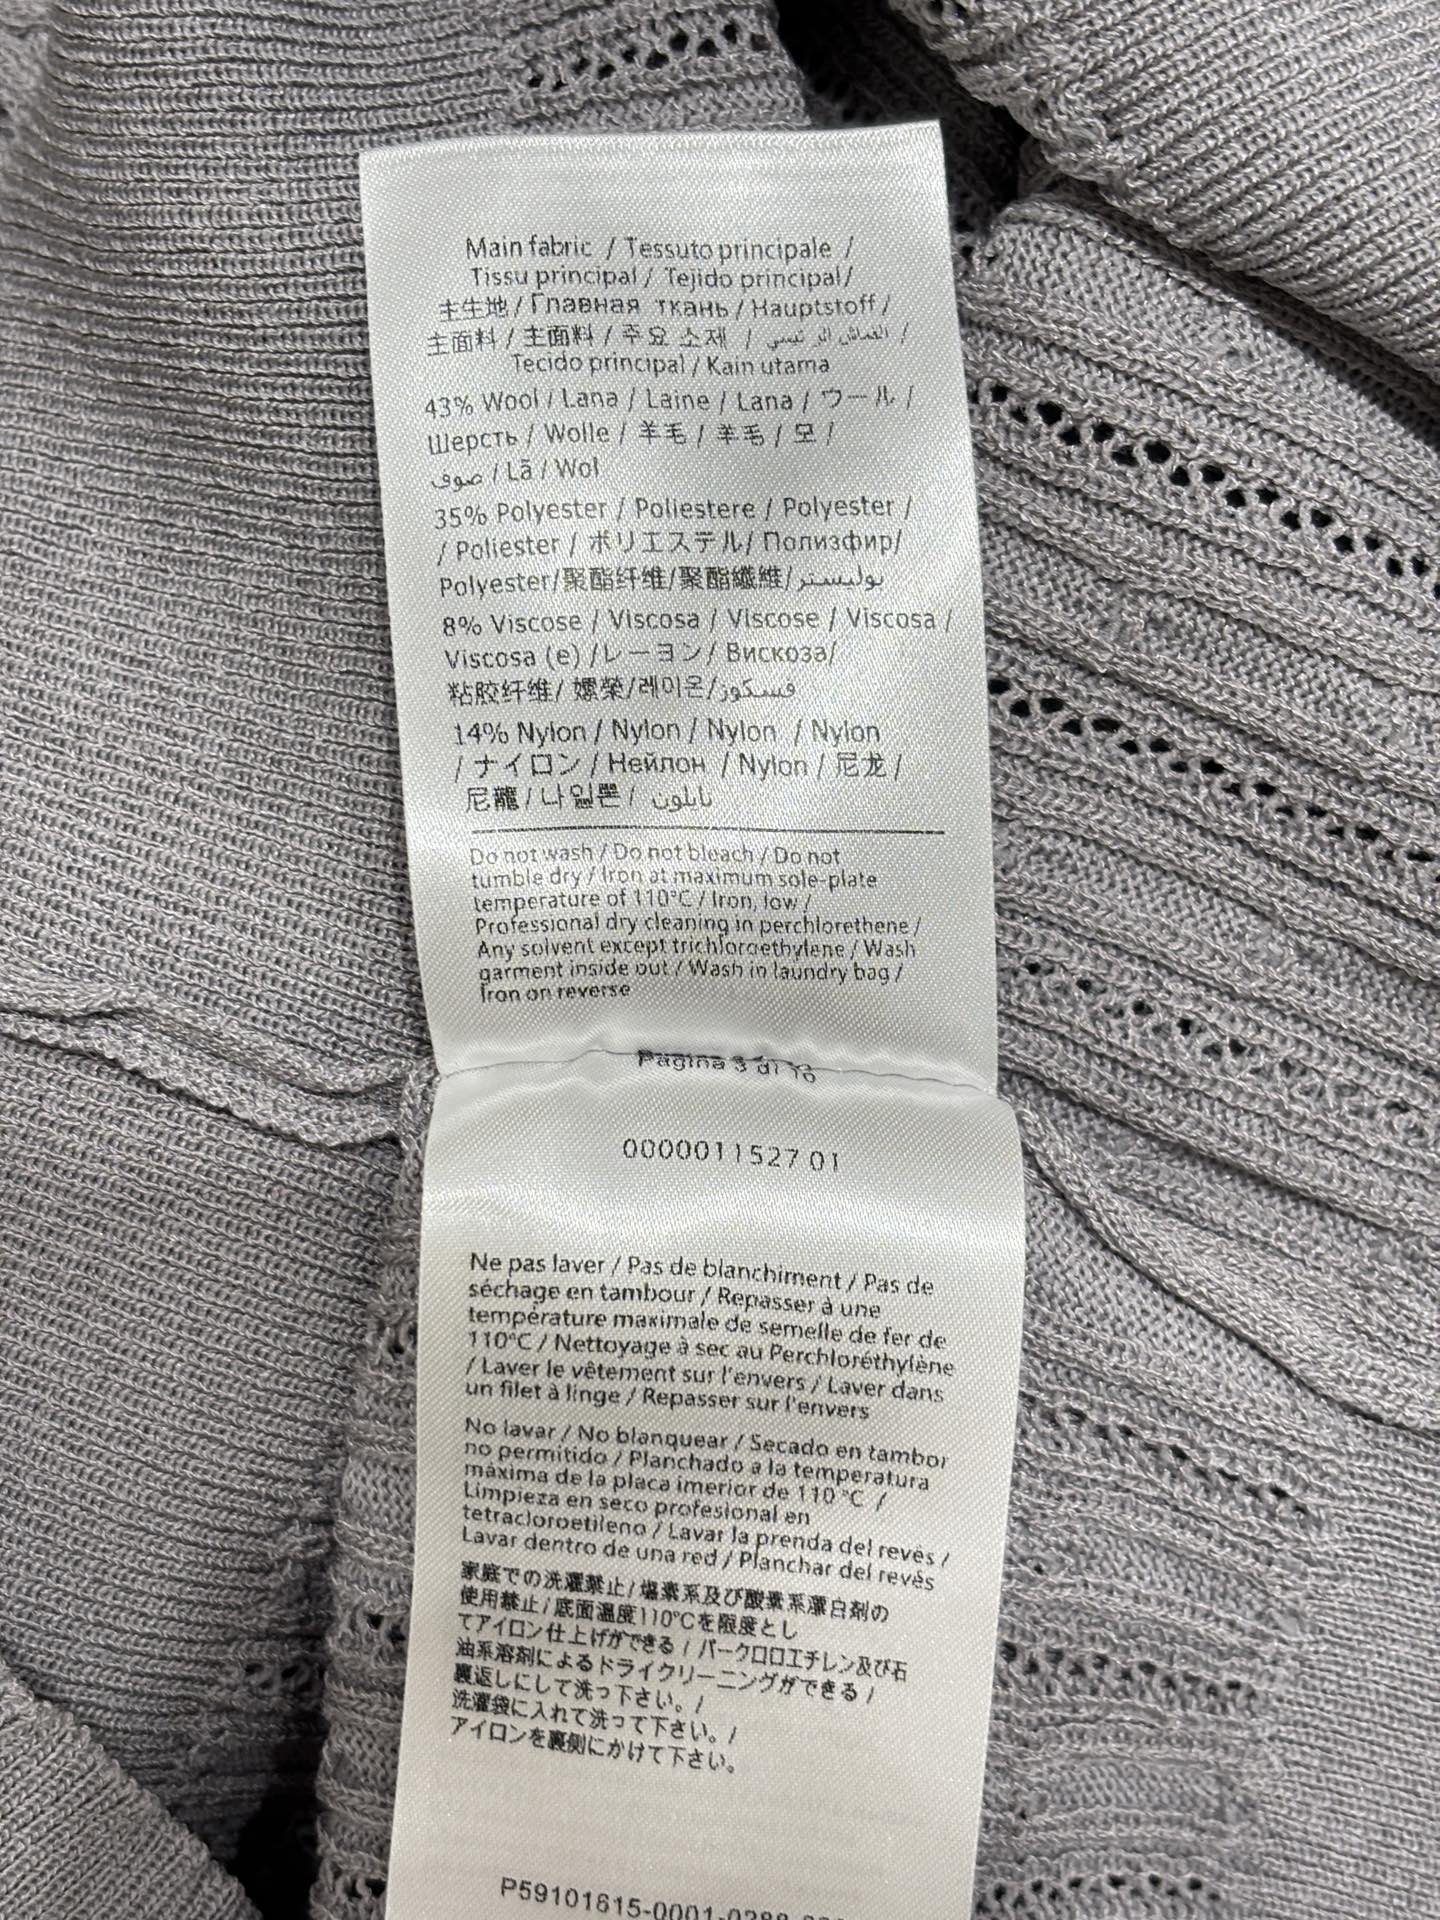 Main fabric / Tessuto principale /
Tissu principal / Tejido principal/
主生地/Главная ткань/Hauptstoff/
主面料/主面料/주요 소재 / القماش الرئيسي /
Tecido principal/Kain utama
43% Wool / Lana / Laine / Lana / ウール /
Шерсть / Wolle / 羊毛 / 羊毛 / 모 /
صوف / Lã / Wol
35% Polyester / Poliestere / Polyester /
/ Poliester / ポリエステル/ Полизфир/
Polyester/聚酯纤维/聚酯纖維/بوليستر
8% Viscose / Viscosa / Viscose / Viscosa /
Viscosa (e) /レーヨン/ Вискоза/
粘胶纤维/ 嫘縈/레이온/فسكوز
14% Nylon / Nylon / Nylon / Nylon
/ ナイロン / Нейлон / Nylon / 尼龙 /
尼龍 / 나일론 / نايلون
Do not wash / Do not bleach / Do not
tumble dry / Iron at maximum sole-plate
temperature of 110°C / Iron, low /
Professional dry cleaning in perchlorethene /
Any solvent except trichloroethylene / Wash
garment inside out / Wash in laundry bag /
Iron on reverse
Pagina 3 di 16
0000011527 01
Ne pas laver / Pas de blanchiment / Pas de
séchage en tambour / Repasser à une
température maximale de semelle de fer de
110°C / Nettoyage à sec au Perchloréthylène
/ Laver le vêtement sur l'envers / Laver dans
un filet à linge / Repasser sur l'envers
No lavar / No blanquear / Secado en tambor
no permitido / Planchado a la temperatura
máxima de la placa imerior de 110 °C /
Limpieza en seco profesional en
tetracloroetileno / Lavar la prenda del revés /
Lavar dentro de una red / Planchar del revés
家庭での洗濯禁止/塩素系及び酸素系漂白剤の
使用禁止/底面温度110°Cを限度とし
てアイロン仕上げができる / パークロロエチレン及び石
油系溶剤によるドライクリーニングができる /
裏返しにして洗っ下さい。/
洗濯袋に入れて洗って下さい。/
アイロンを裏側にかけて下さい。
P59101615-0001-0288